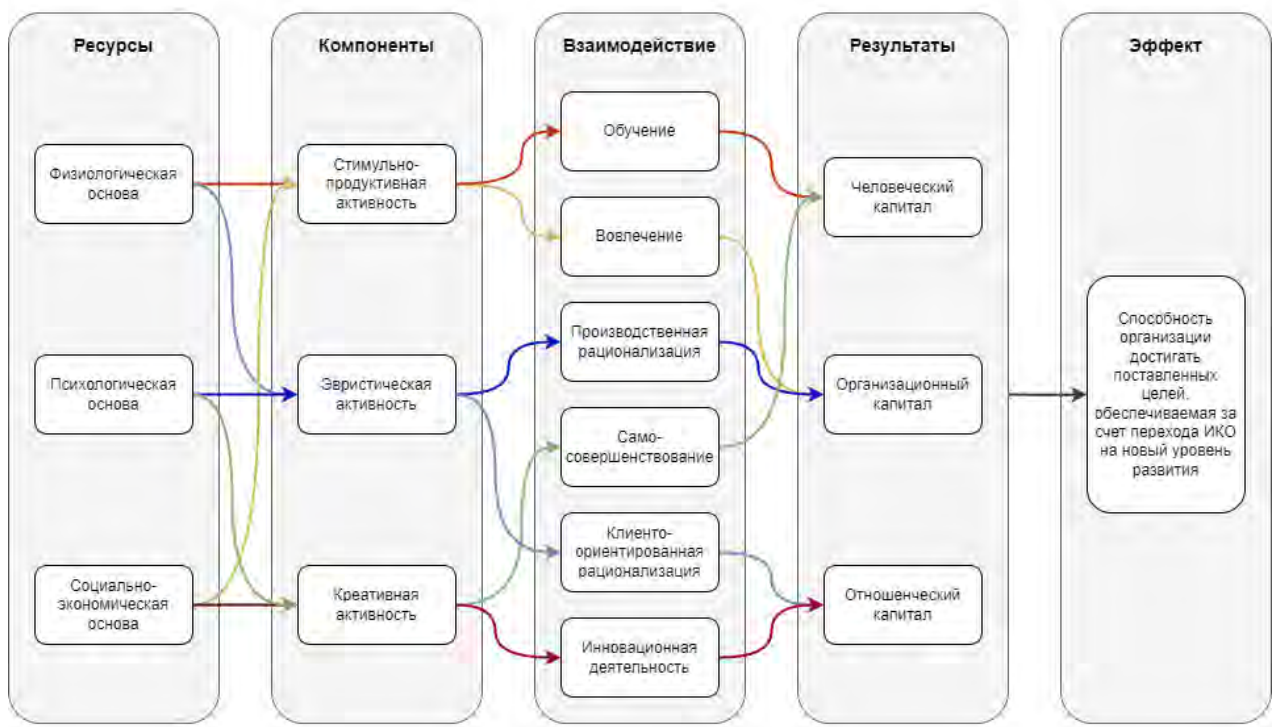 Ресурсы
Компоненты
Взаимодействие
Результаты
Эффект
Физиологическая
основа
Психологическая
основа
Социально-
экономическая
основа
Стимульно-
продуктивная
активность
Эвристическая
активность
Креативная
активность
Обучение
Вовлечение
Производственная
рационализация
Само-
совершенствование
Клиенто-
ориентированная
рационализация
Инновационная
деятельность
Человеческий
капитал
Организационный
капитал
Отношенческий
капитал
Способность
организации
достигать
поставленных
целей,
обеспечиваемая за
счет перехода ИКО
на новый уровень
развития